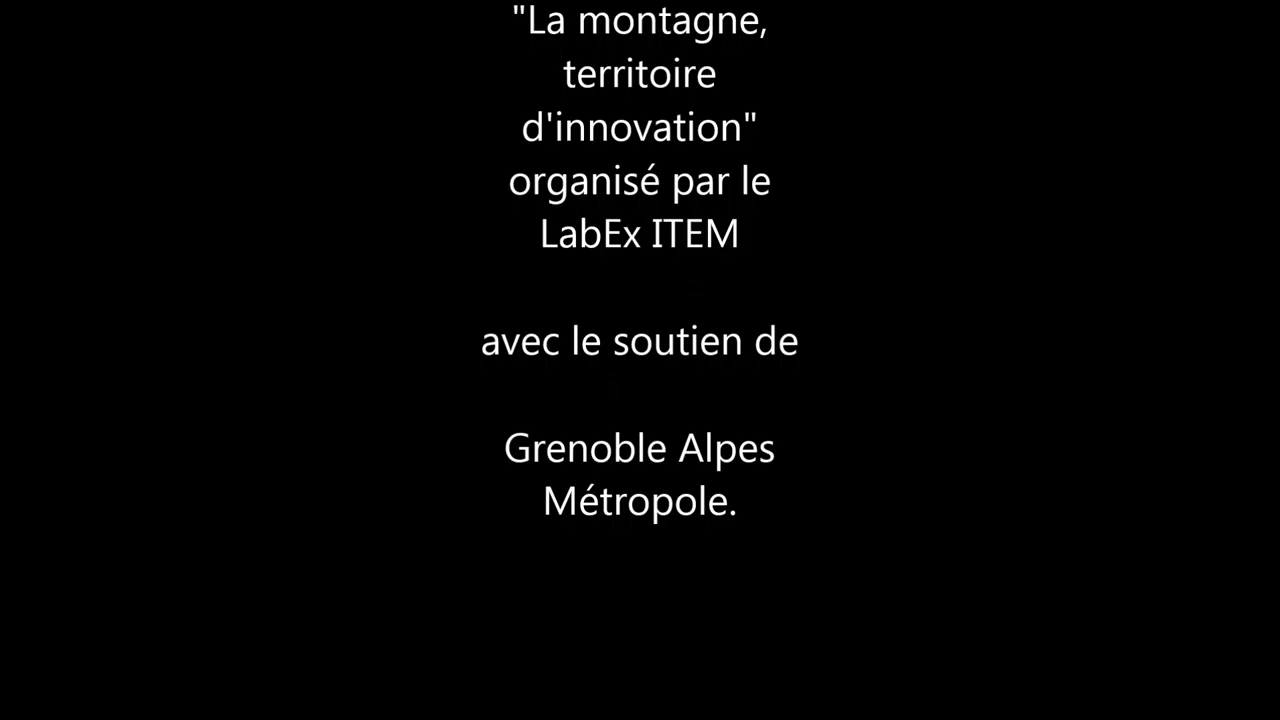 "La montagne,
territoire
d'innovation"
organisé par le
LabEx ITEM
avec le soutien de
Grenoble Alpes
Métropole.